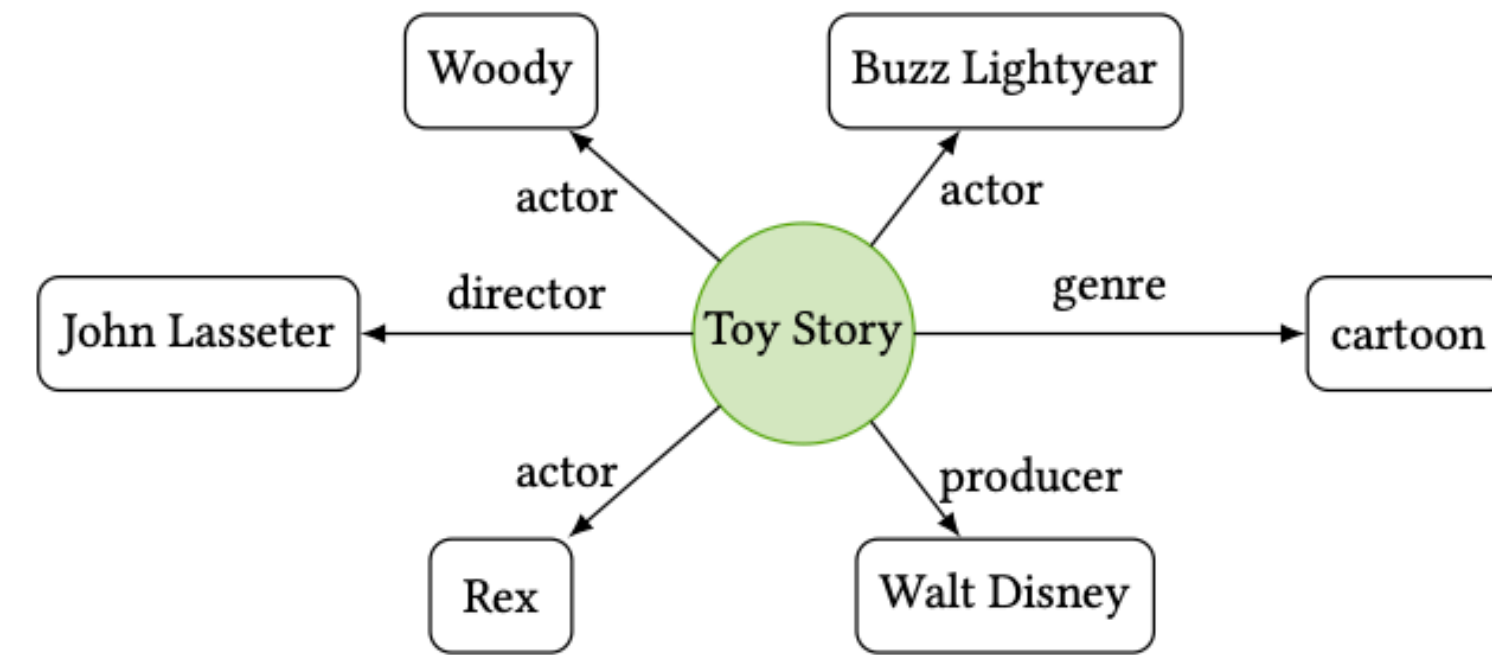 Woody
Buzz Lightyear
actor
actor
director
genre
John Lasseter
Toy Story
cartoon
actor
producer
Rex
Walt Disney